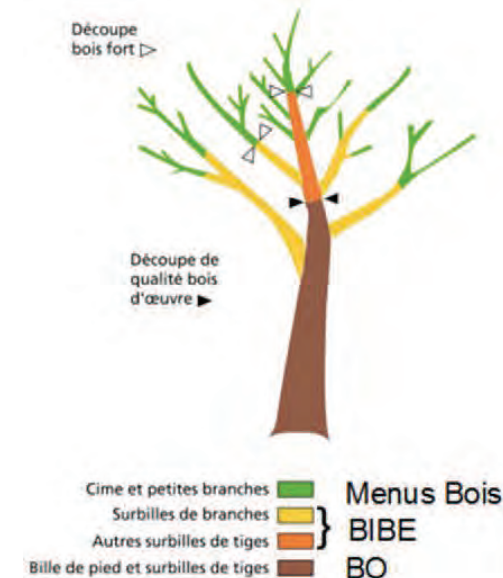 Découpe
bois fort ▷
Découpe de
qualité bois
d'œuvre ►
Cime et petites branches
Menus Bois
Surbilles de branches
Autres surbilles de tiges
BIBE
Bille de pied et surbilles de tiges
BO